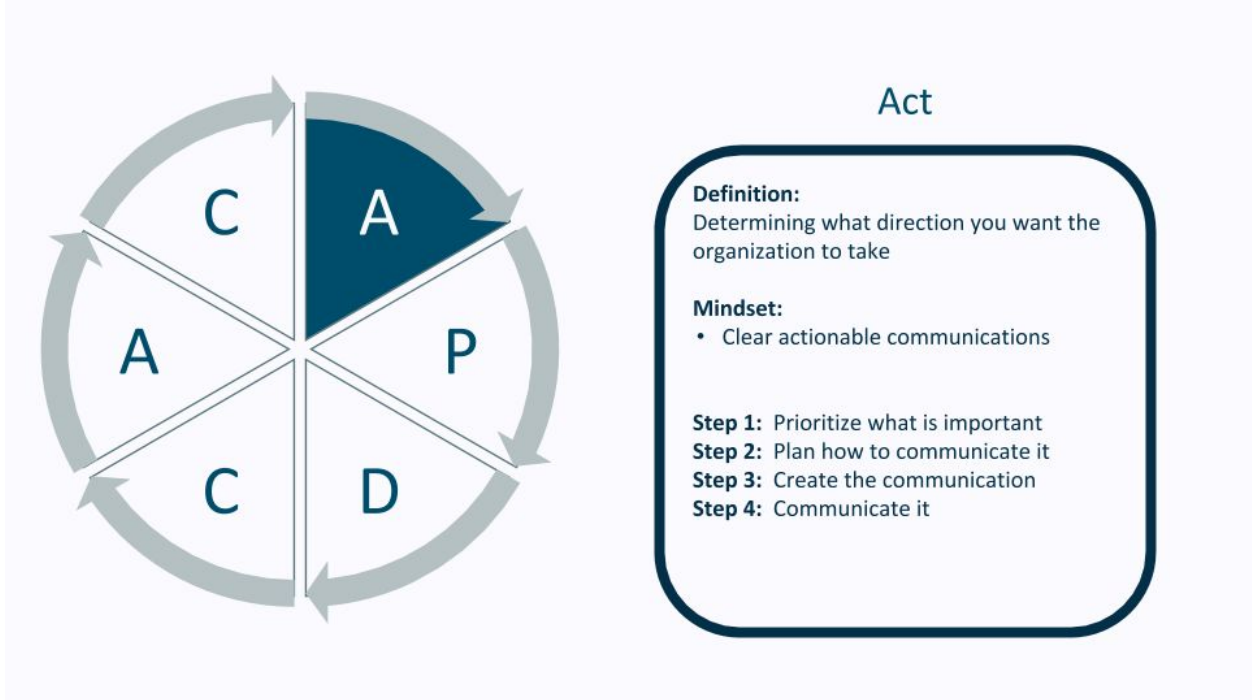 C
A
A
P
C
D
Act
Definition:
Determining what direction you want the
organization to take
Mindset:
• Clear actionable communications
Step 1: Prioritize what is important
Step 2: Plan how to communicate it
Step 3: Create the communication
Step 4: Communicate it